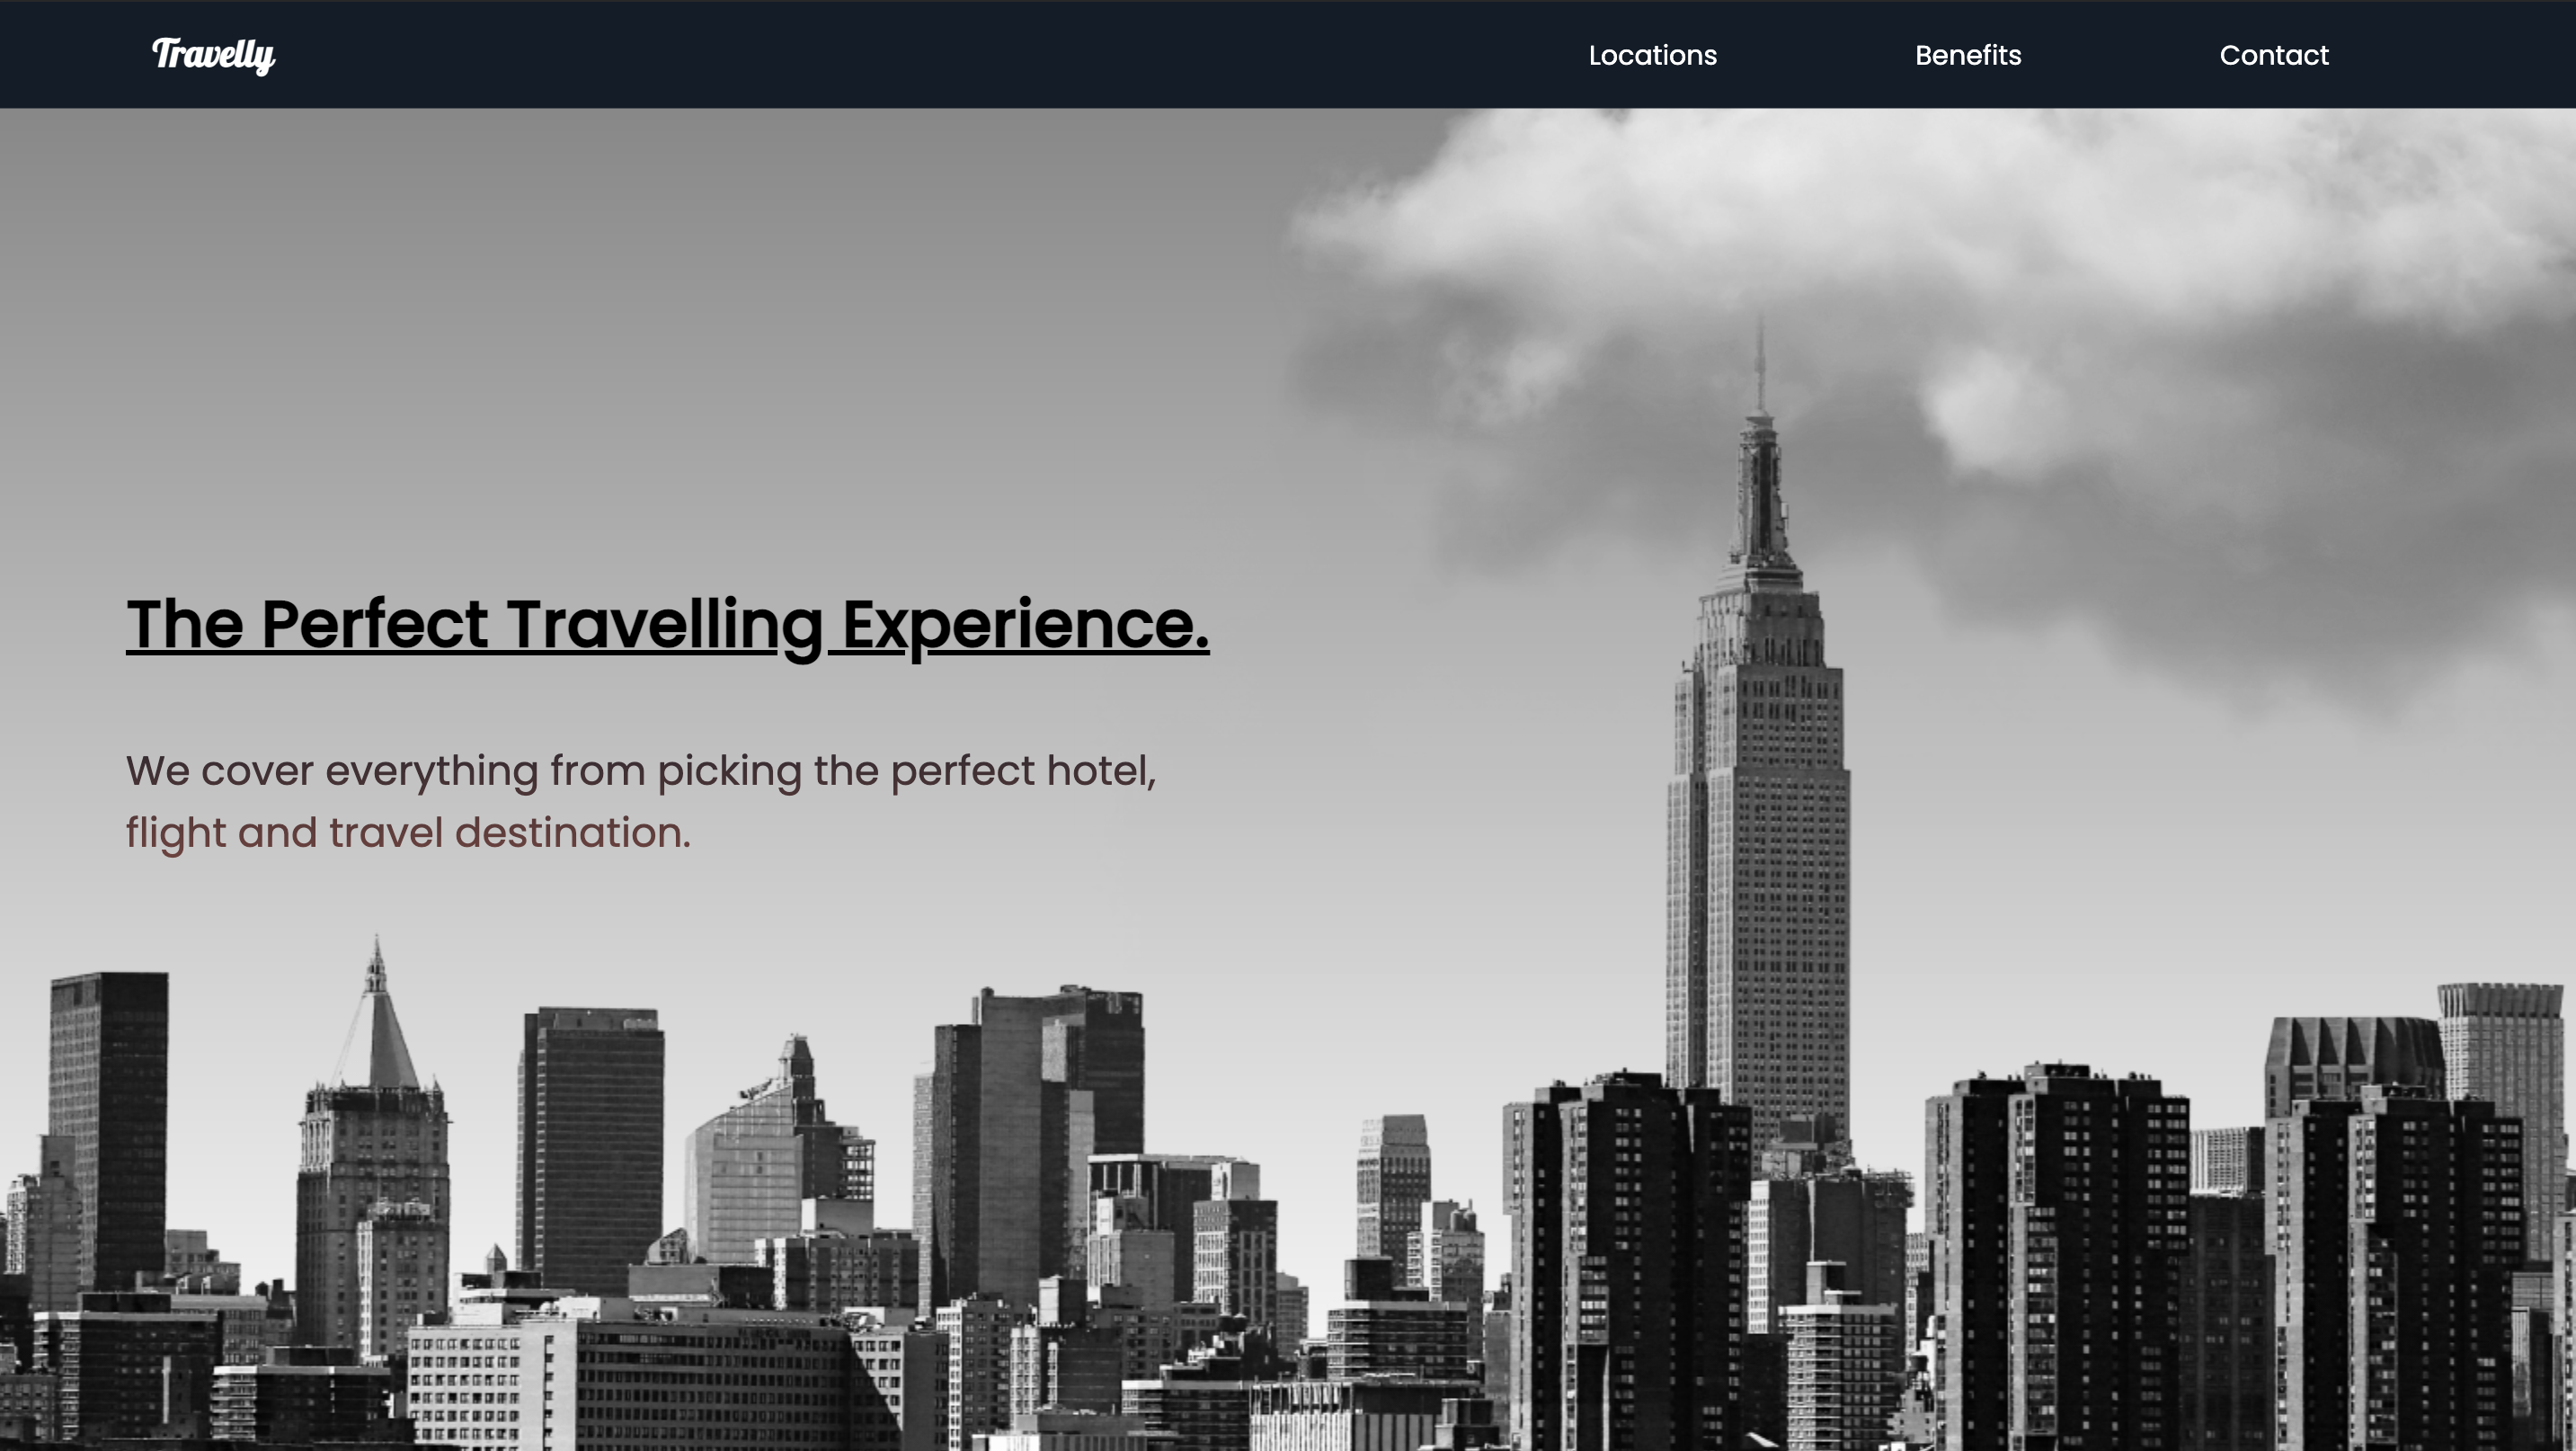 Travelly
Locations
Benefits
Contact
The Perfect Travelling Experience.
We cover everything from picking the perfect hotel,
flight and travel destination.